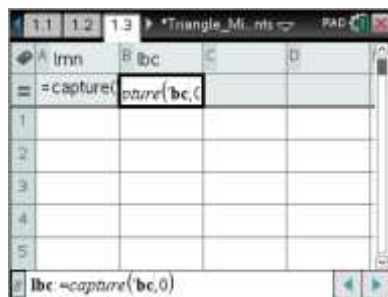 1.1 1.2 1.3 *Triangle_Mi...nts PAD
A lmn B lbc C D
=capture( pture('bc,0
1
2
3
4
5
B lbc:=capture('bc,0)